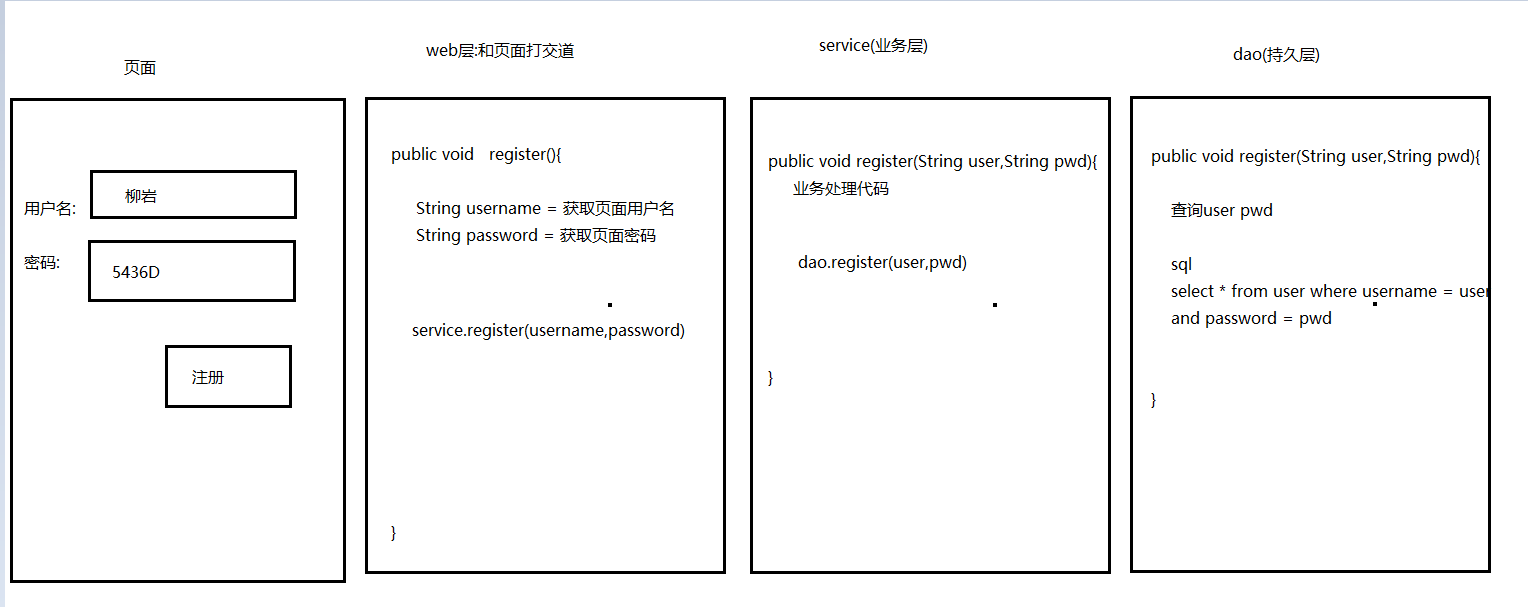 页面
用户名:
柳岩
密码:
5436D
注册
web层:和页面打交道
public void register(){
String username = 获取页面用户名
String password = 获取页面密码
service.register(username,password)
}
service(业务层)
public void register(String user,String pwd){
业务处理代码
dao.register(user,pwd)
}
dao(持久层)
public void register(String user,String pwd){
查询user pwd
sql
select * from user where username = user
and password = pwd
}